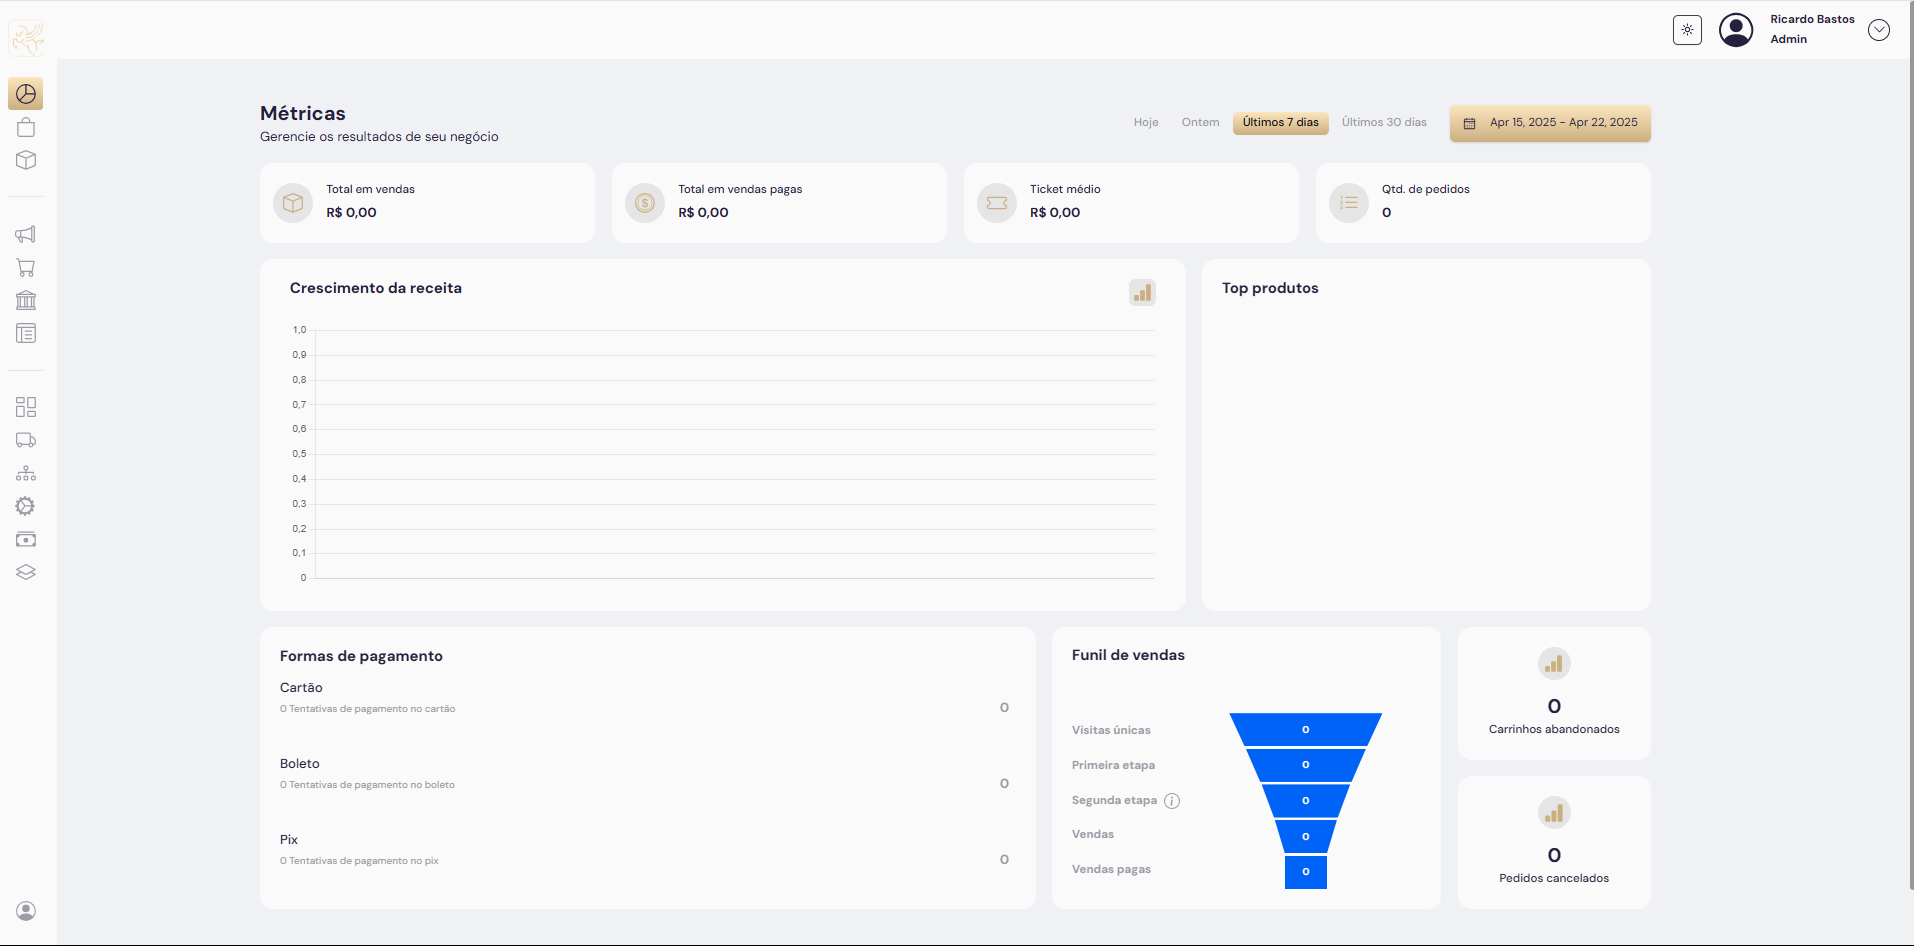 Ricardo Bastos
Admin
Métricas
Gerencie os resultados de seu negócio
Hoje
Ontem
Últimos 7 dias
Últimos 30 dias
Apr 15, 2025 - Apr 22, 2025
Total em vendas
R$ 0,00
Total em vendas pagas
R$ 0,00
Ticket médio
R$ 0,00
Qtd. de pedidos
0
Crescimento da receita
1,0
0,9
0,8
0,7
0,6
0,5
0,4
0,3
0,2
0,1
0
Top produtos
Formas de pagamento
Cartão
0 Tentativas de pagamento no cartão
0
Boleto
0 Tentativas de pagamento no boleto
0
Pix
0 Tentativas de pagamento no pix
0
Funil de vendas
Visitas únicas
0
Primeira etapa
0
Segunda etapa
0
Vendas
0
Vendas pagas
0
0
Carrinhos abandonados
0
Pedidos cancelados